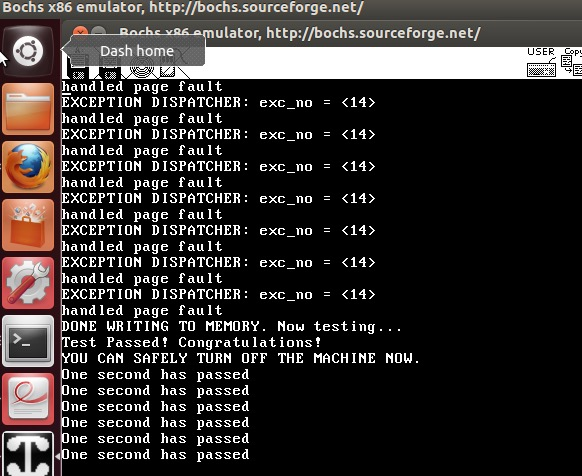 Bochs x86 emulator, http://bochs.sourceforge.net/
Bochs x86 emulator, http://bochs.sourceforge.net/
Dash home
USER Copy
handled page fault
EXCEPTION DISPATCHER: exc_no = <14>
handled page fault
EXCEPTION DISPATCHER: exc_no = <14>
handled page fault
EXCEPTION DISPATCHER: exc_no = <14>
handled page fault
EXCEPTION DISPATCHER: exc_no = <14>
handled page fault
EXCEPTION DISPATCHER: exc_no = <14>
handled page fault
EXCEPTION DISPATCHER: exc_no = <14>
handled page fault
EXCEPTION DISPATCHER: exc_no = <14>
handled page fault
DONE WRITING TO MEMORY. Now testing...
Test Passed! Congratulations!
YOU CAN SAFELY TURN OFF THE MACHINE NOW.
One second has passed
One second has passed
One second has passed
One second has passed
One second has passed
One second has passed